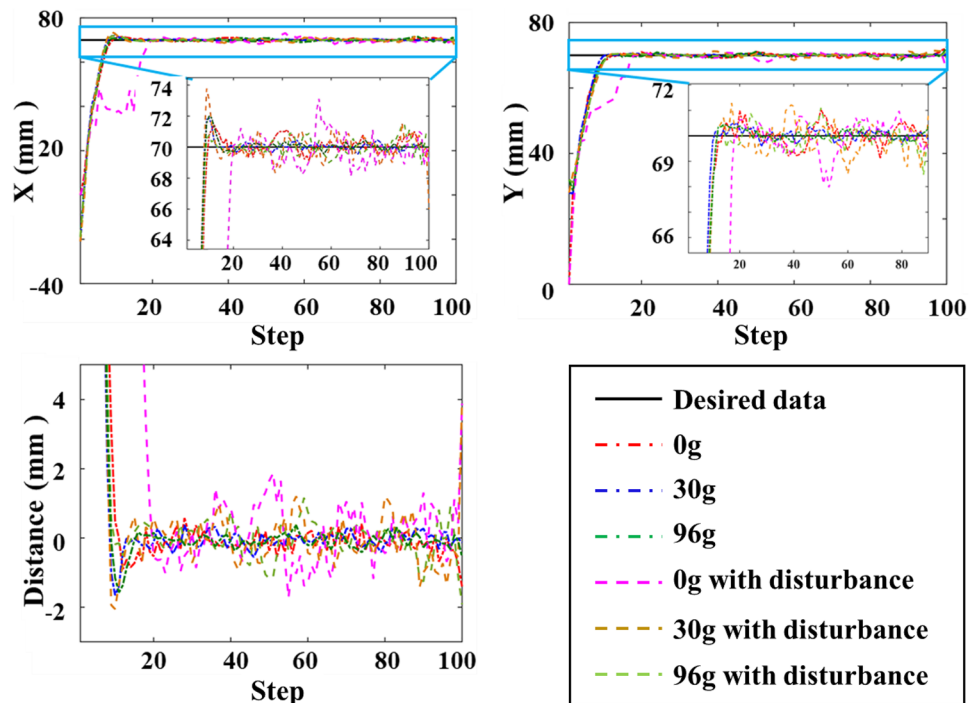 80
20
-40
X (mm)
74
72
70
68
66
64
20 40 60 80 100
20 40 60 80 100
Step
80
40
0
Y (mm)
72
69
66
20 40 60 80
20 40 60 80 100
Step
4
2
0
-2
Distance (mm)
20 40 60 80 100
Step
Desired data
0g
30g
96g
0g with disturbance
30g with disturbance
96g with disturbance